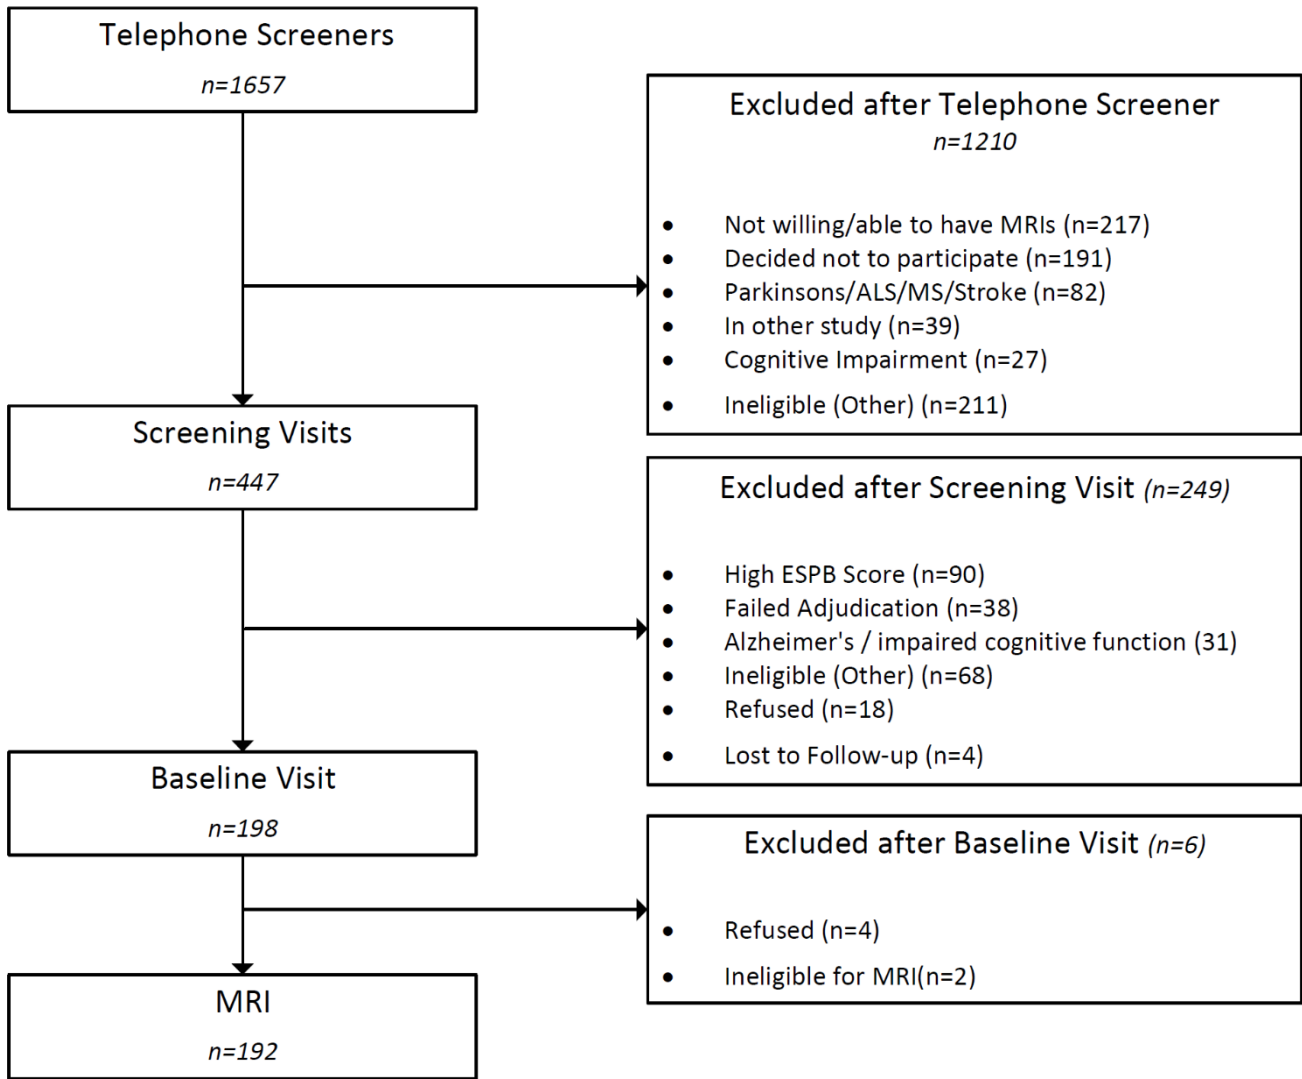 Telephone Screeners
n=1657
Excluded after Telephone Screener
n=1210
• Not willing/able to have MRIs (n=217)
• Decided not to participate (n=191)
• Parkinsons/ALS/MS/Stroke (n=82)
• In other study (n=39)
• Cognitive Impairment (n=27)
• Ineligible (Other) (n=211)
Screening Visits
n=447
Excluded after Screening Visit (n=249)
• High ESPB Score (n=90)
• Failed Adjudication (n=38)
• Alzheimer's / impaired cognitive function (31)
• Ineligible (Other) (n=68)
• Refused (n=18)
• Lost to Follow-up (n=4)
Baseline Visit
n=198
Excluded after Baseline Visit (n=6)
• Refused (n=4)
• Ineligible for MRI(n=2)
MRI
n=192